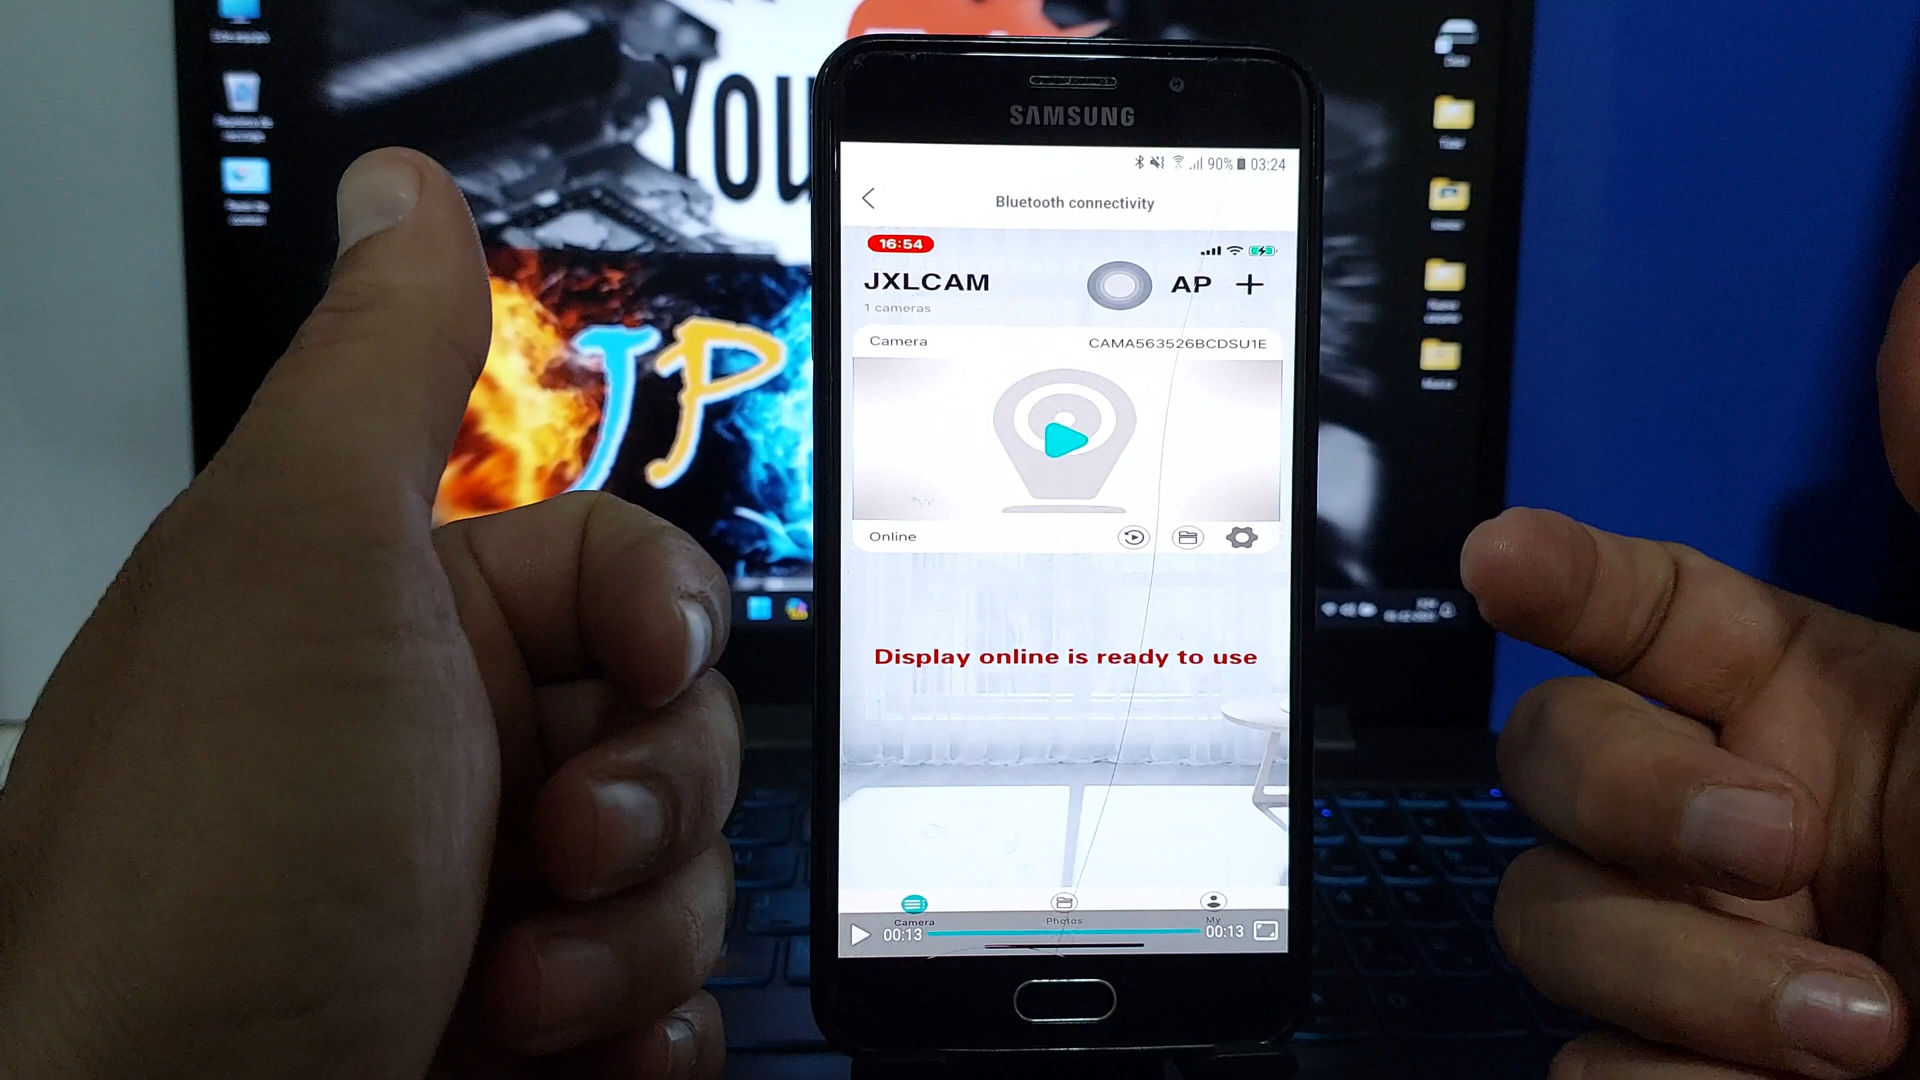 You
JP
SAMSUNG
90% 03:24
Bluetooth connectivity
16:54
JXLCAM
AP +
1 cameras
Camera CAMA563526BCDSU1E
Online
Display online is ready to use
Camera Photos My
00:13 00:13